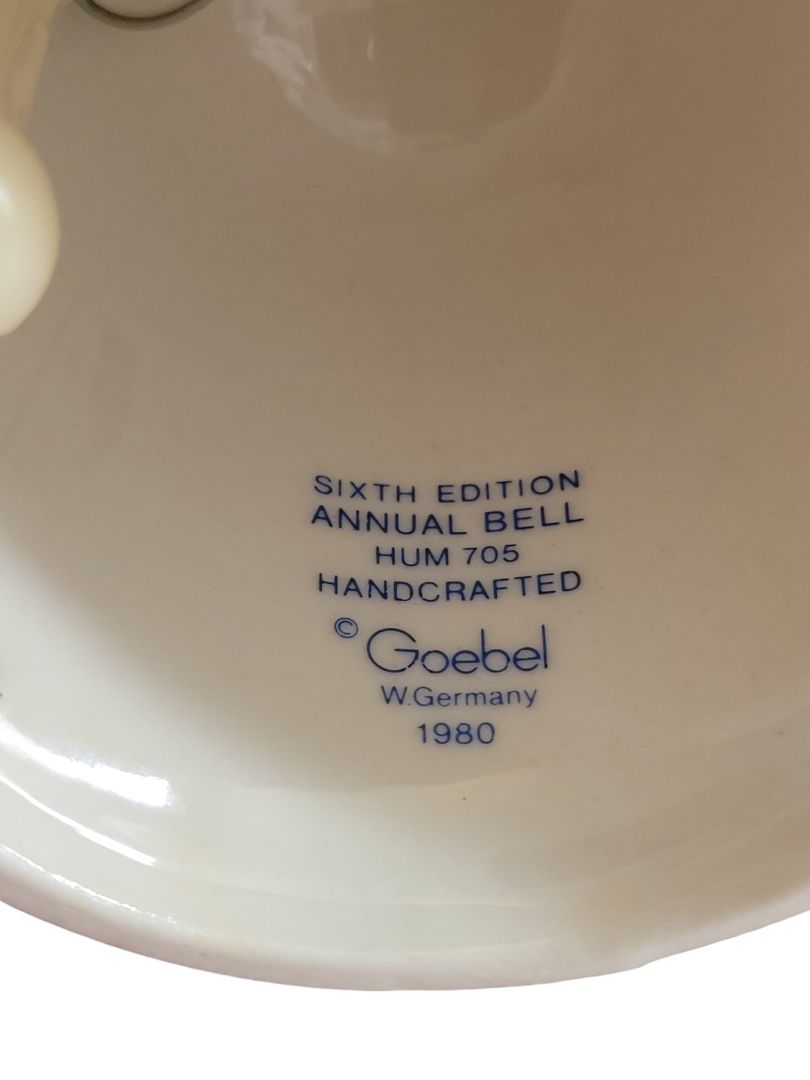 SIXTH EDITION
ANNUAL BELL
HUM 705
HANDCRAFTED
© Goebel
W.Germany
1980